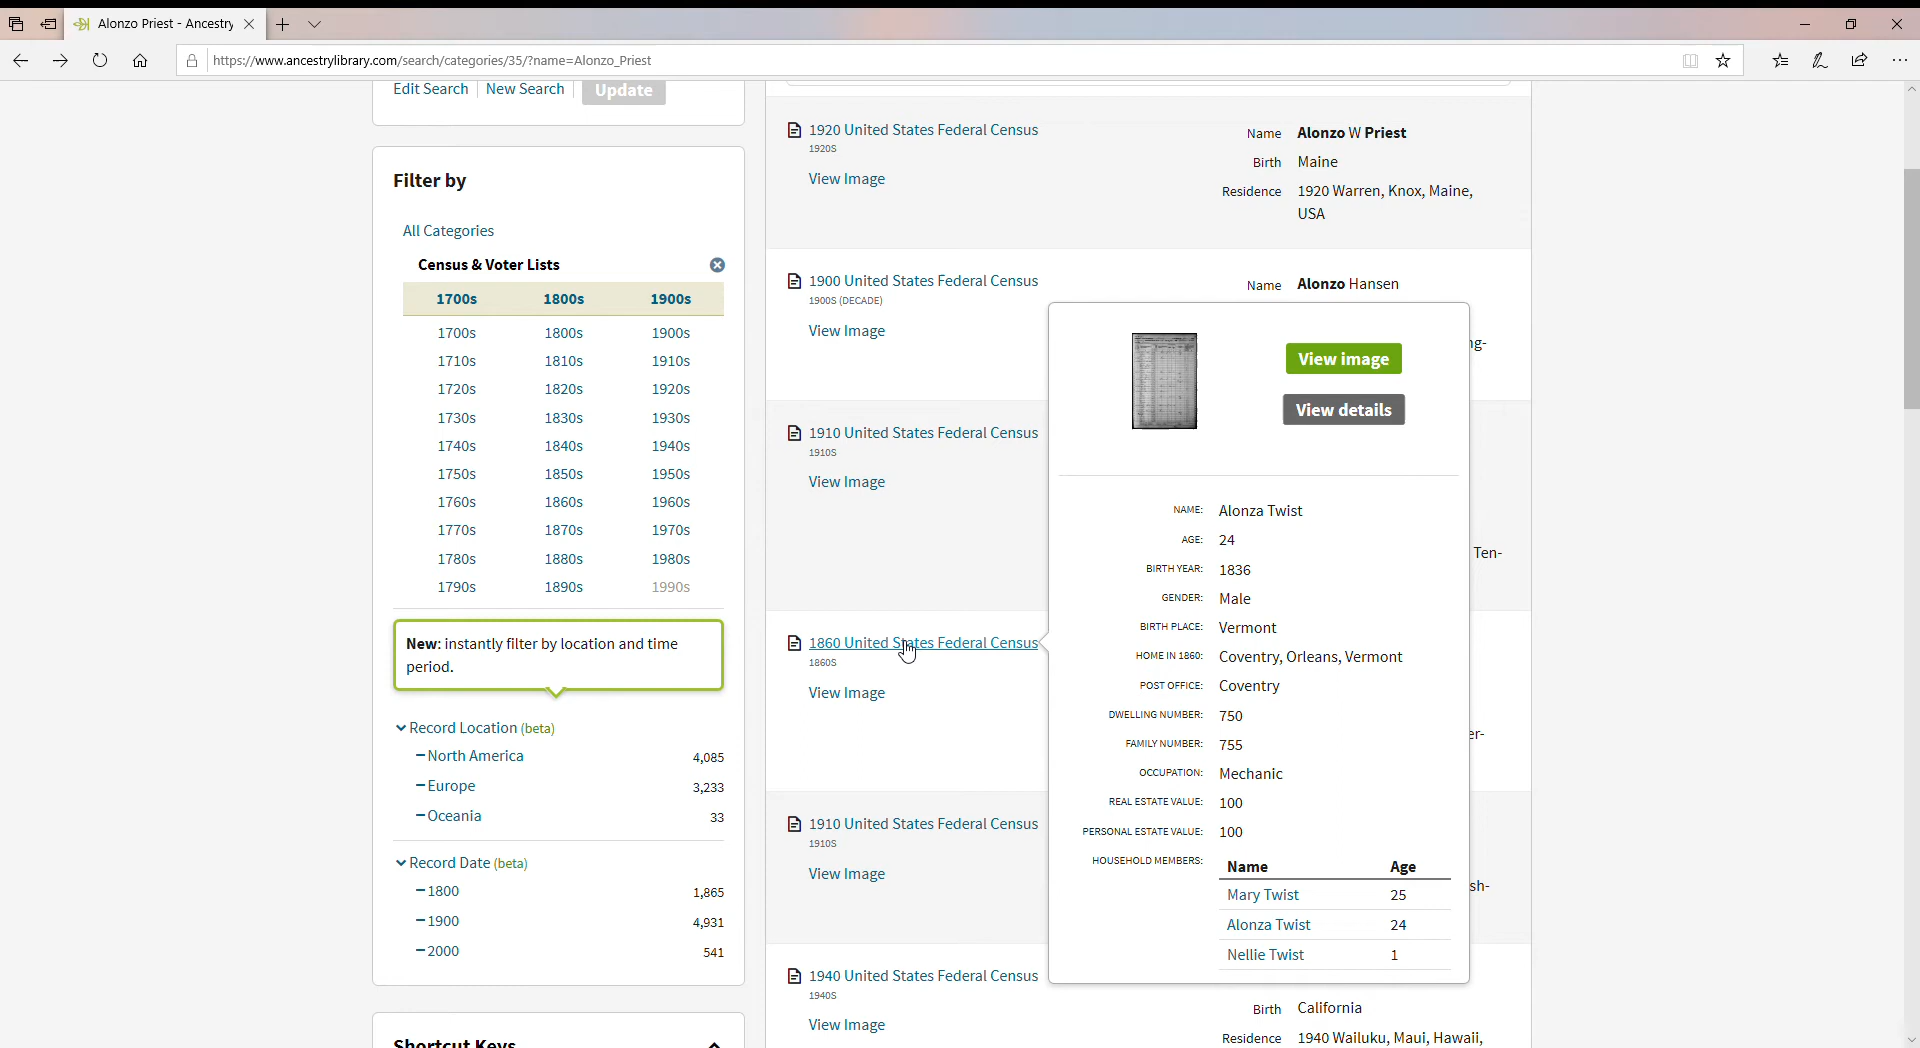 Alonzo Priest - Ancestry
https://www.ancestrylibrary.com/search/categories/35/?name=Alonzo_Priest
Edit Search
New Search
Update
Filter by
All Categories
Census & Voter Lists
1700s 1800s 1900s
1700s 1800s 1900s
1710s 1810s 1910s
1720s 1820s 1920s
1730s 1830s 1930s
1740s 1840s 1940s
1750s 1850s 1950s
1760s 1860s 1960s
1770s 1870s 1970s
1780s 1880s 1980s
1790s 1890s 1990s
New: instantly filter by location and time
period.
Record Location (beta)
North America 4,085
Europe 3,233
Oceania 33
Record Date (beta)
1800 1,865
1900 4,931
2000 541
Shortcut Keys
1920 United States Federal Census
1920S
View Image
Name Alonzo W Priest
Birth Maine
Residence 1920 Warren, Knox, Maine,
USA
1900 United States Federal Census
1900S (DECADE)
View Image
Name Alonzo Hansen
ng-
1910 United States Federal Census
1910S
View Image
Ten-
1860 United States Federal Census
1860S
View Image
er-
1910 United States Federal Census
1910S
View Image
sh-
1940 United States Federal Census
1940S
View Image
Birth California
Residence 1940 Wailuku, Maui, Hawaii,
View image
View details
NAME: Alonza Twist
AGE: 24
BIRTH YEAR: 1836
GENDER: Male
BIRTH PLACE: Vermont
HOME IN 1860: Coventry, Orleans, Vermont
POST OFFICE: Coventry
DWELLING NUMBER: 750
FAMILY NUMBER: 755
OCCUPATION: Mechanic
REAL ESTATE VALUE: 100
PERSONAL ESTATE VALUE: 100
HOUSEHOLD MEMBERS:
Name Age
Mary Twist 25
Alonza Twist 24
Nellie Twist 1